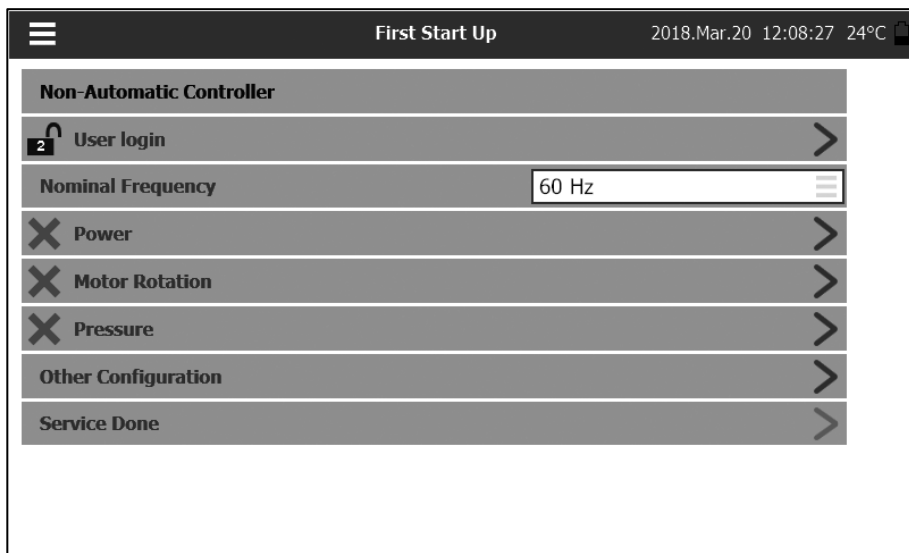 First Start Up 2018.Mar.20 12:08:27 24°C
Non-Automatic Controller
2 User login
Nominal Frequency 60 Hz
Power
Motor Rotation
Pressure
Other Configuration
Service Done